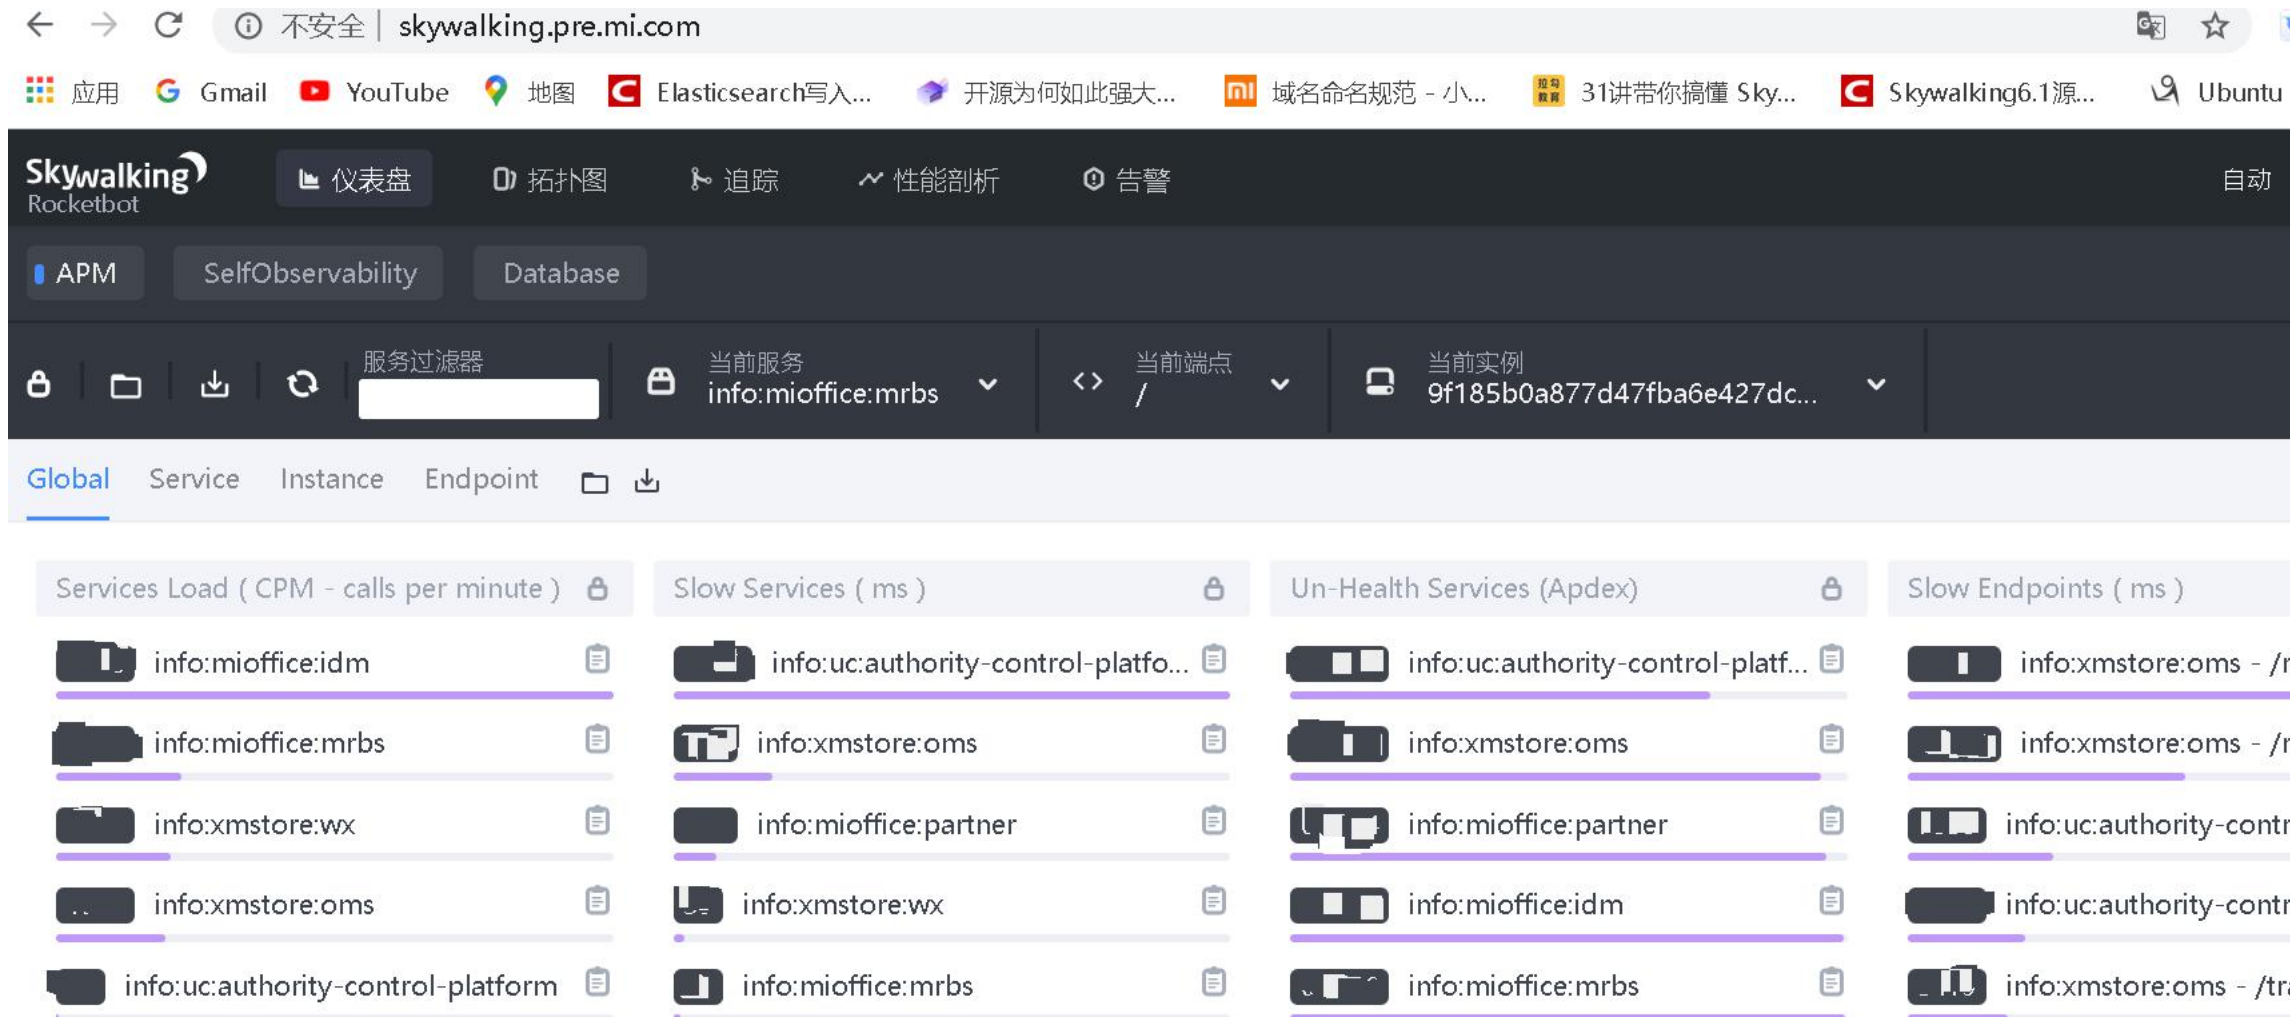 不安全 | skywalking.pre.mi.com
应用 Gmail YouTube 地图 Elasticsearch写入... 开源为何如此强大... 域名命名规范 - 小... 31讲带你搞懂 Sky... Skywalking6.1源... Ubuntu
Skywalking
Rocketbot
仪表盘 拓扑图 追踪 性能剖析 告警 自动
APM SelfObservability Database
服务过滤器
当前服务
info:mioffice:mrbs
当前端点
/
当前实例
9f185b0a877d47fba6e427dc...
Global Service Instance Endpoint
Services Load ( CPM - calls per minute ) Slow Services ( ms ) Un-Health Services (Apdex) Slow Endpoints ( ms )
info:mioffice:idm info:uc:authority-control-platfo... info:uc:authority-control-platf... info:xmstore:oms - /r
info:mioffice:mrbs info:xmstore:oms info:xmstore:oms info:xmstore:oms - /r
info:xmstore:wx info:mioffice:partner info:mioffice:partner info:uc:authority-contr
info:xmstore:oms info:xmstore:wx info:mioffice:idm info:uc:authority-contr
info:uc:authority-control-platform info:mioffice:mrbs info:mioffice:mrbs info:xmstore:oms - /tra